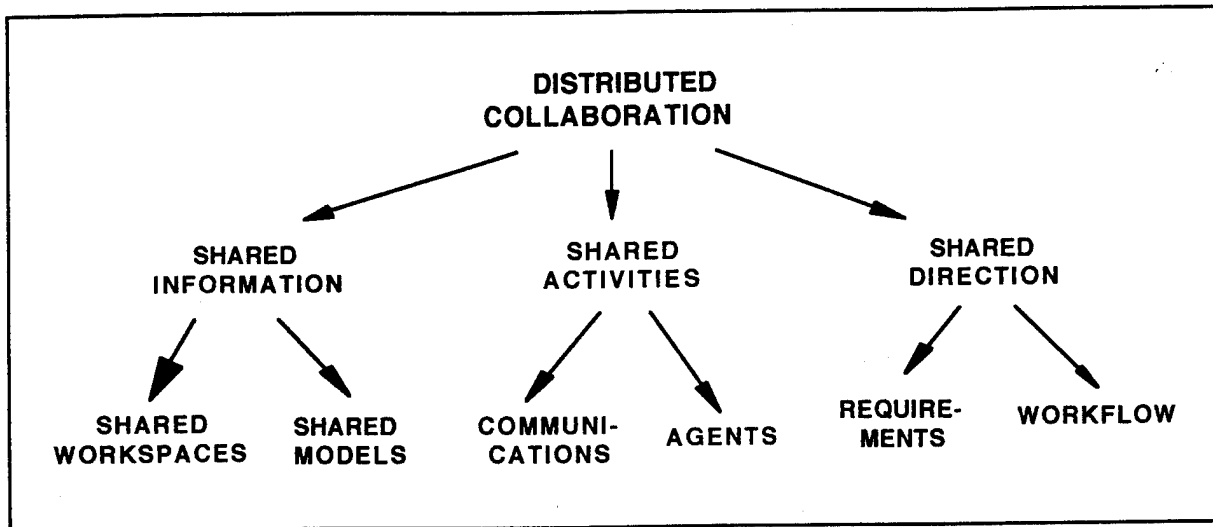 DISTRIBUTED
COLLABORATION
SHARED
INFORMATION
SHARED
ACTIVITIES
SHARED
DIRECTION
SHARED
WORKSPACES
SHARED
MODELS
COMMUNI-
CATIONS
AGENTS
REQUIRE-
MENTS
WORKFLOW